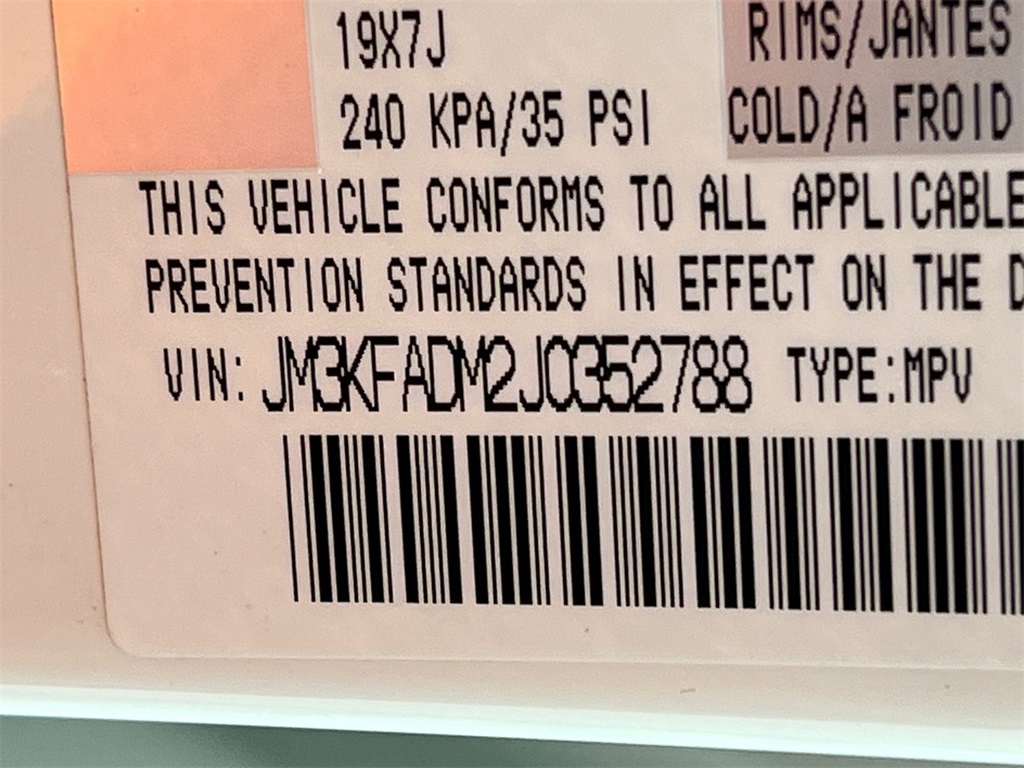 19X7J RIMS/JANTES
240 KPA/35 PSI COLD/A FROID
THIS VEHICLE CONFORMS TO ALL APPLICABLE
PREVENTION STANDARDS IN EFFECT ON THE D
VIN: JM3KFADM2J0352788 TYPE:MPV